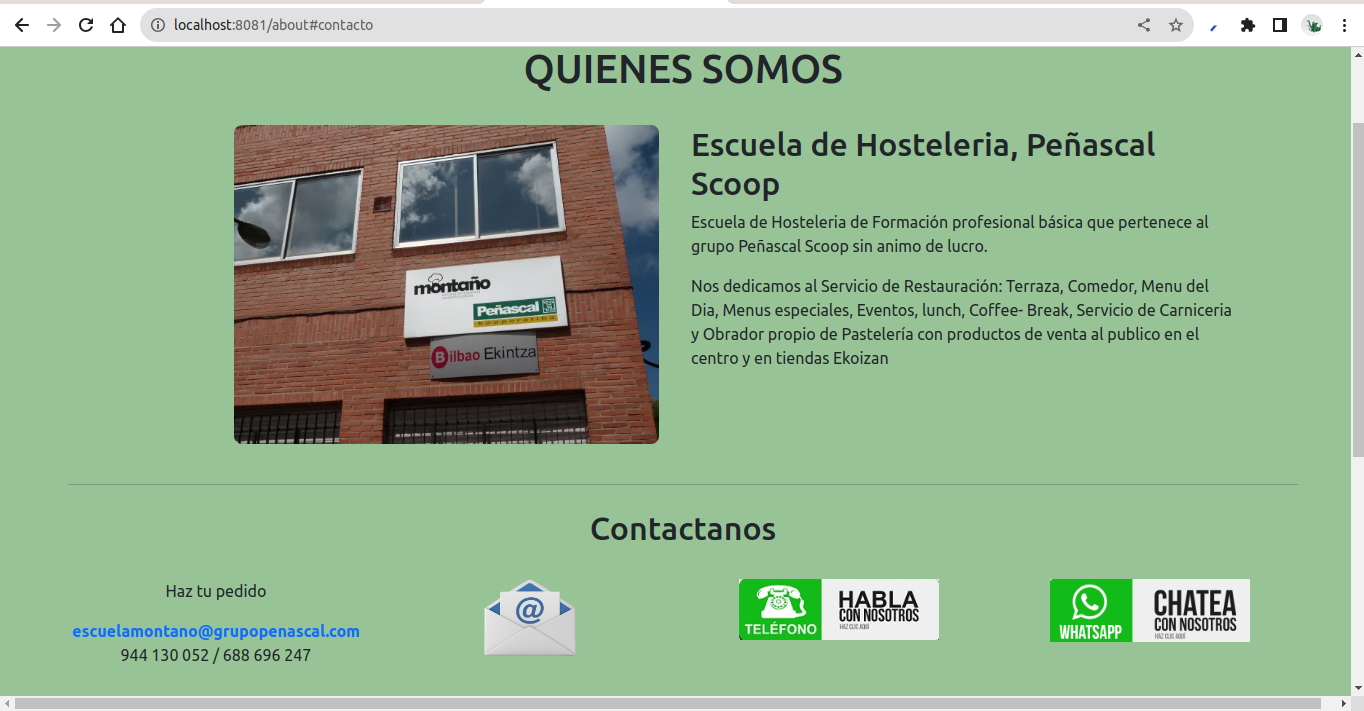 localhost:8081/about#contacto
QUIENES SOMOS
montaño
Peñascal
kooperatiba
Bilbao Ekintza
Escuela de Hosteleria, Peñascal
Scoop
Escuela de Hosteleria de Formación profesional básica que pertenece al
grupo Peñascal Scoop sin animo de lucro.
Nos dedicamos al Servicio de Restauración: Terraza, Comedor, Menu del
Dia, Menus especiales, Eventos, lunch, Coffee- Break, Servicio de Carniceria
y Obrador propio de Pastelería con productos de venta al publico en el
centro y en tiendas Ekoizan
Contactanos
Haz tu pedido
escuelamontano@grupopenascal.com
944 130 052 / 688 696 247
@
TELÉFONO
HABLA
CON NOSOTROS
HAZ CLIC AQUÍ
WHATSAPP
CHATEA
CON NOSOTROS
HAZ CLIC AQUÍ